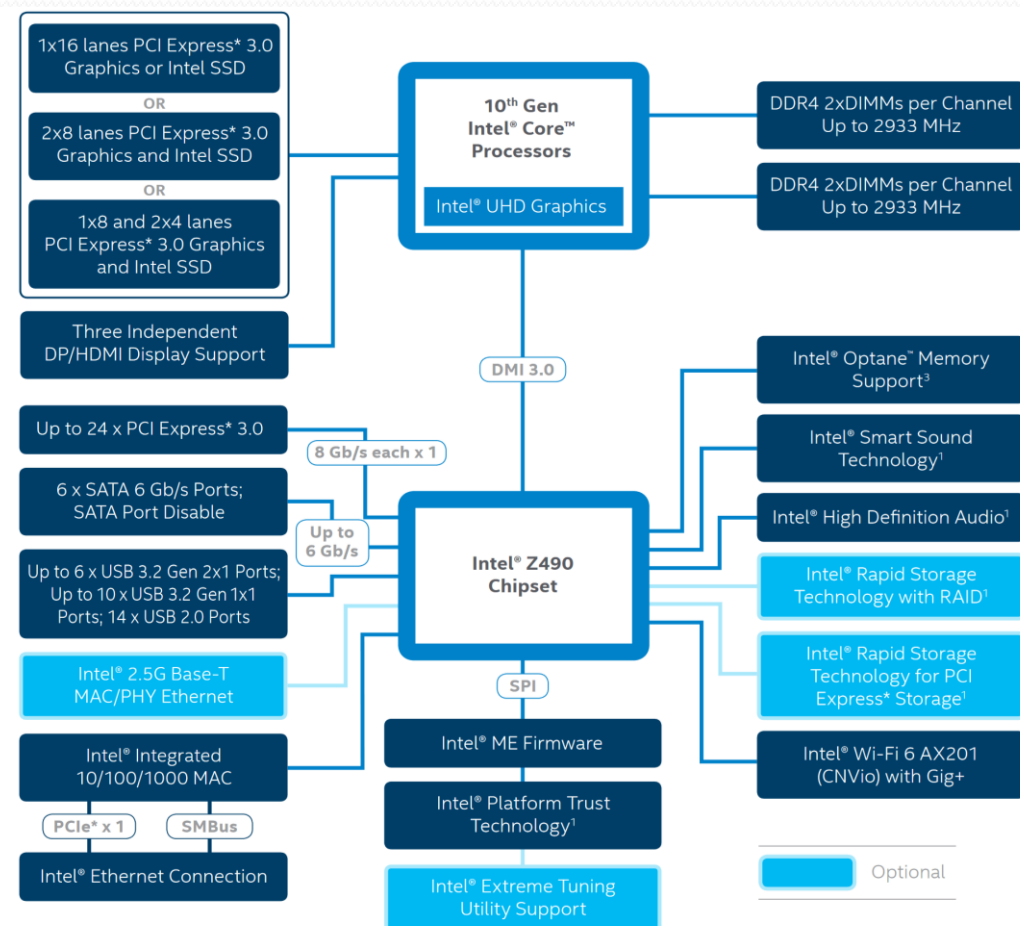 1x16 lanes PCI Express* 3.0
Graphics or Intel SSD
OR
2x8 lanes PCI Express* 3.0
Graphics and Intel SSD
OR
1x8 and 2x4 lanes
PCI Express* 3.0 Graphics
and Intel SSD
Three Independent
DP/HDMI Display Support
10th Gen
Intel® Core™
Processors
Intel® UHD Graphics
DDR4 2xDIMMs per Channel
Up to 2933 MHz
DDR4 2xDIMMs per Channel
Up to 2933 MHz
DMI 3.0
Up to 24 x PCI Express* 3.0
8 Gb/s each x 1
6 x SATA 6 Gb/s Ports;
SATA Port Disable
Up to
6 Gb/s
Up to 6 x USB 3.2 Gen 2x1 Ports;
Up to 10 x USB 3.2 Gen 1x1
Ports; 14 x USB 2.0 Ports
Intel® 2.5G Base-T
MAC/PHY Ethernet
Intel® Integrated
10/100/1000 MAC
PCIe* x 1
SMBus
Intel® Ethernet Connection
Intel® Z490
Chipset
SPI
Intel® ME Firmware
Intel® Platform Trust
Technology¹
Intel® Extreme Tuning
Utility Support
Intel® Optane™ Memory
Support³
Intel® Smart Sound
Technology¹
Intel® High Definition Audio¹
Intel® Rapid Storage
Technology with RAID¹
Intel® Rapid Storage
Technology for PCI
Express* Storage¹
Intel® Wi-Fi 6 AX201
(CNVio) with Gig+
Optional